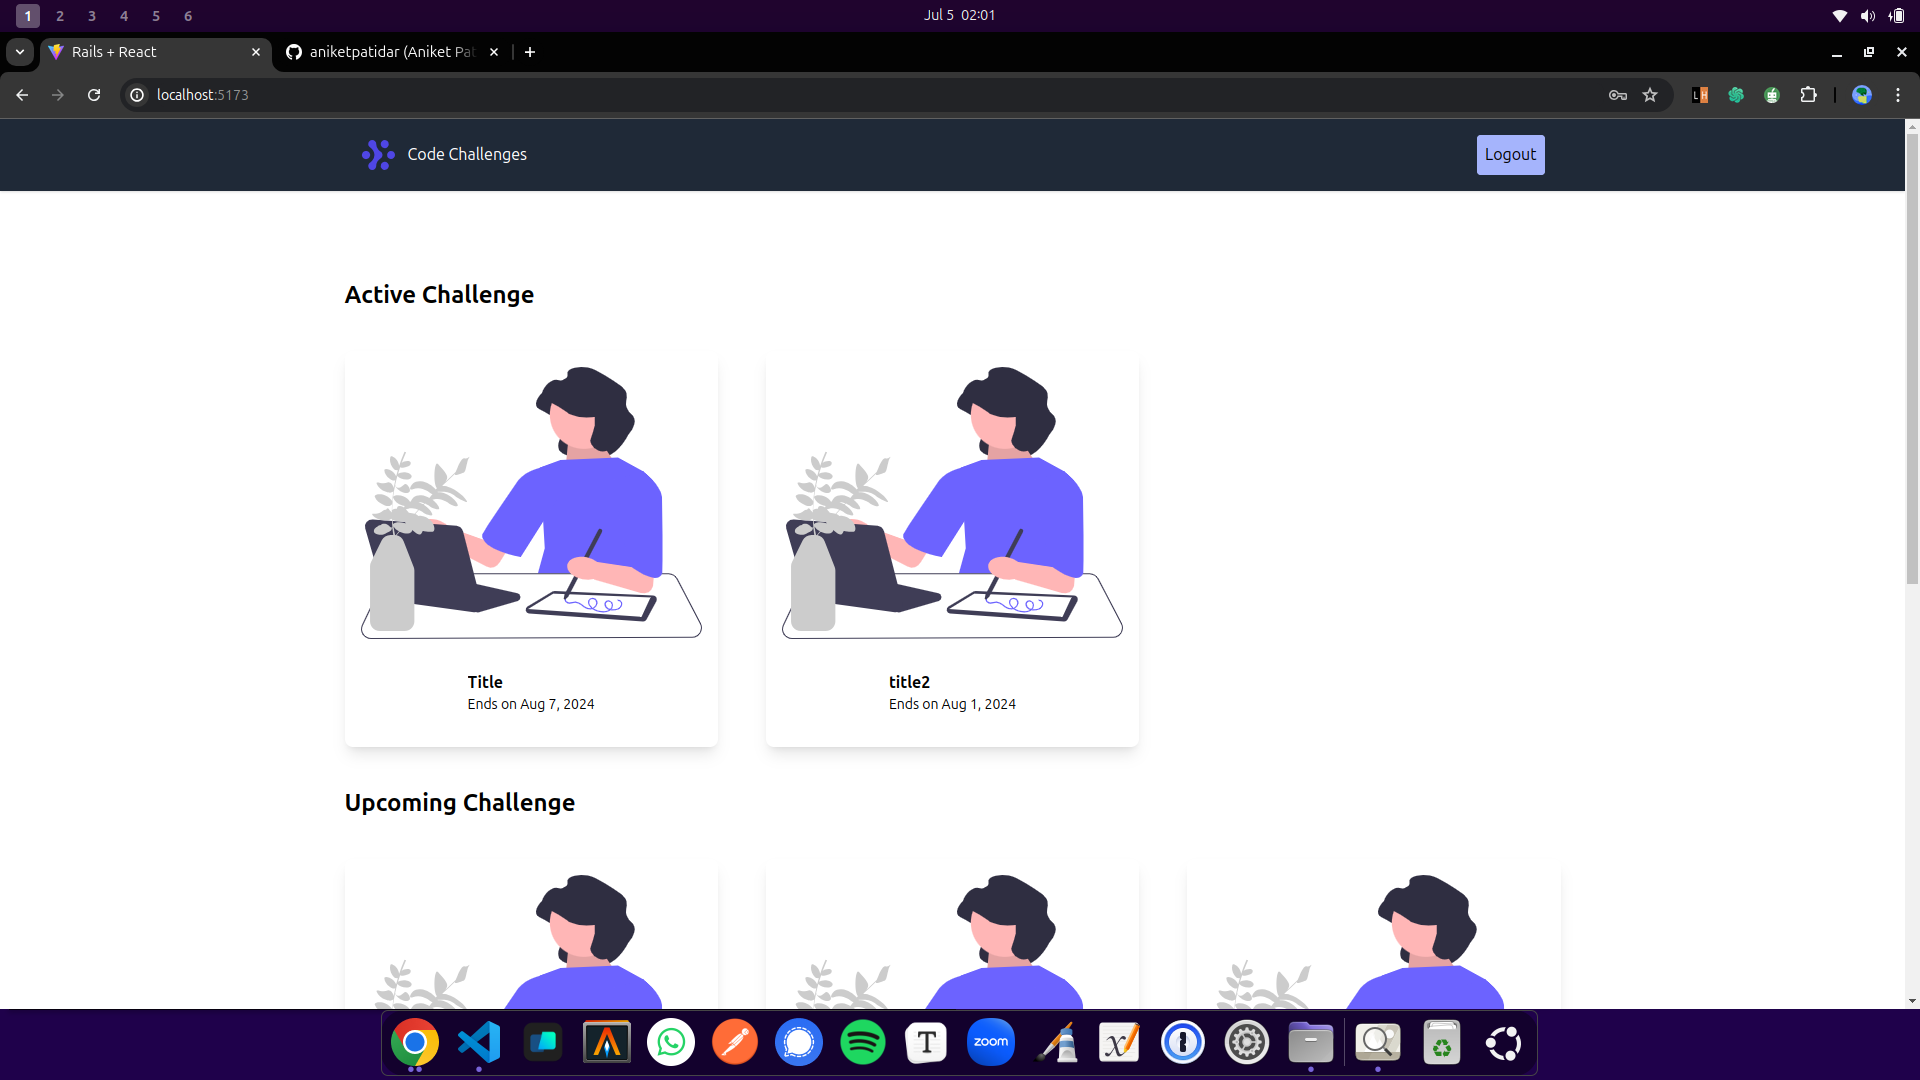 1 2 3 4 5 6
Jul 5 02:01
Rails + React
aniketpatidar (Aniket Pat
localhost:5173
LH
Code Challenges
Logout
Active Challenge
Title
Ends on Aug 7, 2024
title2
Ends on Aug 1, 2024
Upcoming Challenge
T
zoom